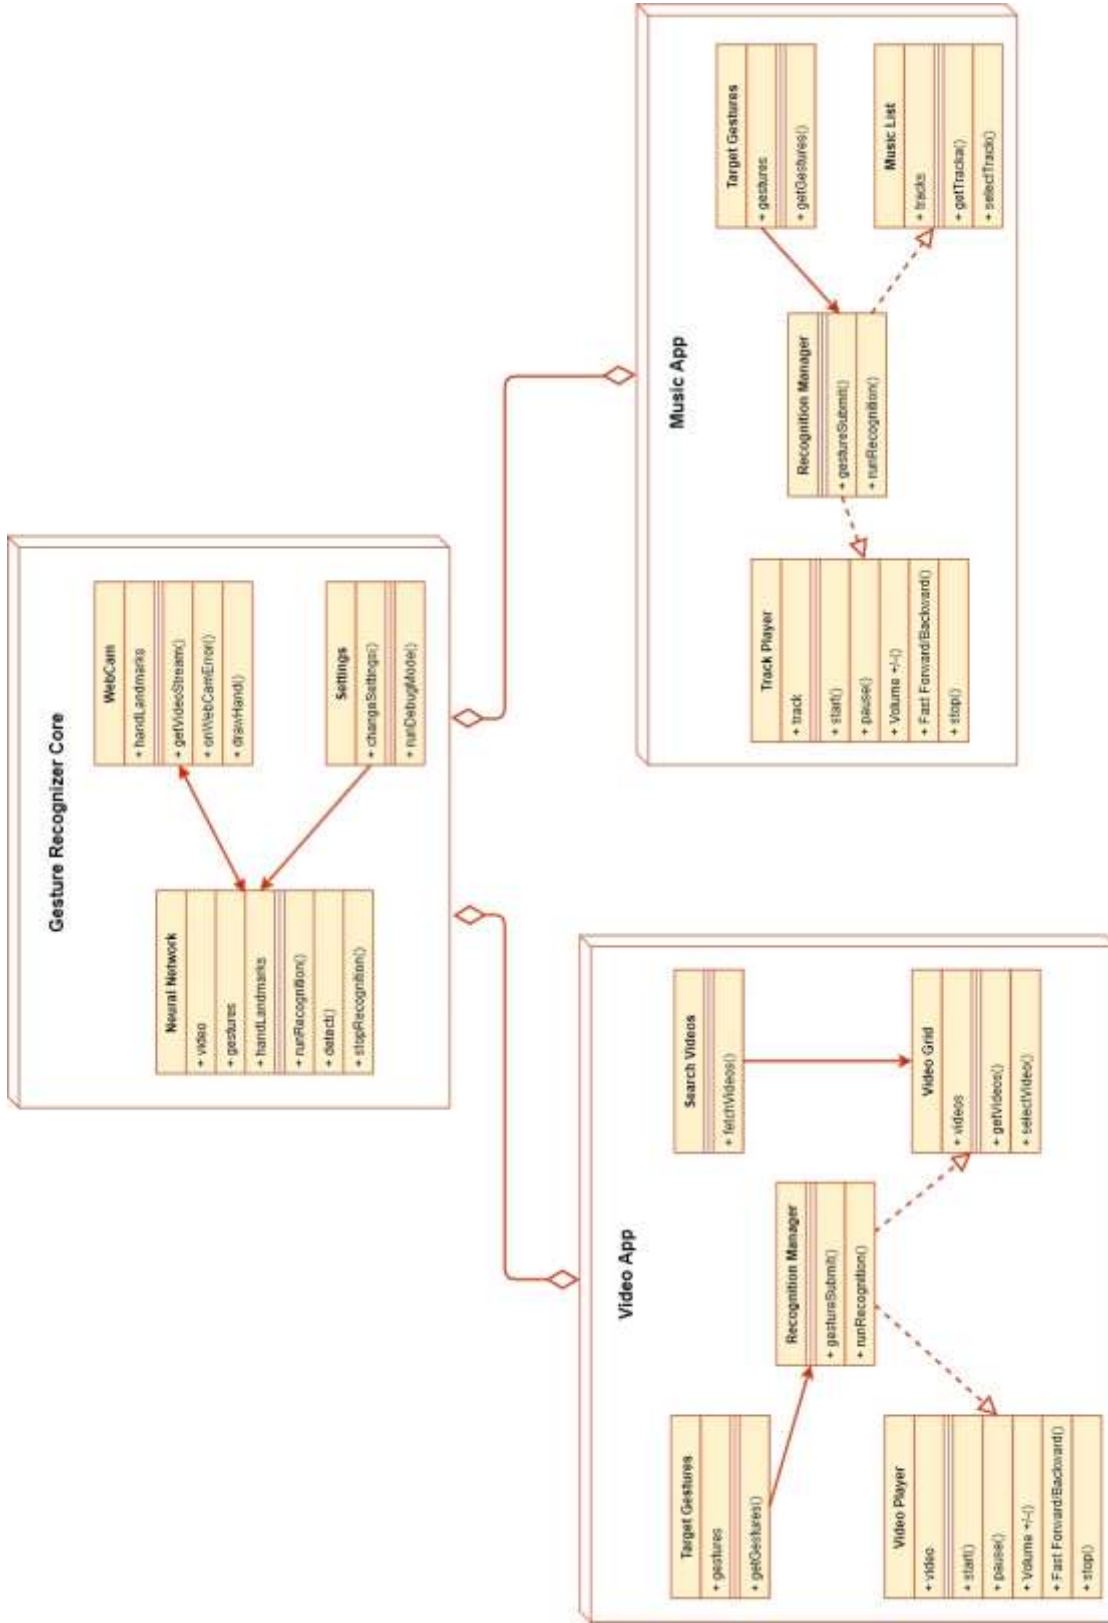 Gesture Recognizer Core
Neural Network
+ video
+ gestures
+ handLandmarks
+ runRecognition()
+ detect()
+ stopRecognition()
WebCam
+ handLandmarks
+ getVideoStream()
+ onWebCamError()
+ drawHand()
Settings
+ changeSettings()
+ runDebugMode()
Video App
Target Gestures
+ gestures
+ getGestures()
Recognition Manager
+ gestureSubmit()
+ runRecognition()
Search Videos
+ fetchVideos()
Video Player
+ video
+ start()
+ pause()
+ Volume +/-()
+ Fast Forward/Backward()
+ stop()
Video Grid
+ videos
+ getVideos()
+ selectVideo()
Music App
Target Gestures
+ gestures
+ getGestures()
Recognition Manager
+ gestureSubmit()
+ runRecognition()
Track Player
+ track
+ start()
+ pause()
+ Volume +/-()
+ Fast Forward/Backward()
+ stop()
Music List
+ tracks
+ getTracka()
+ selectTrack()